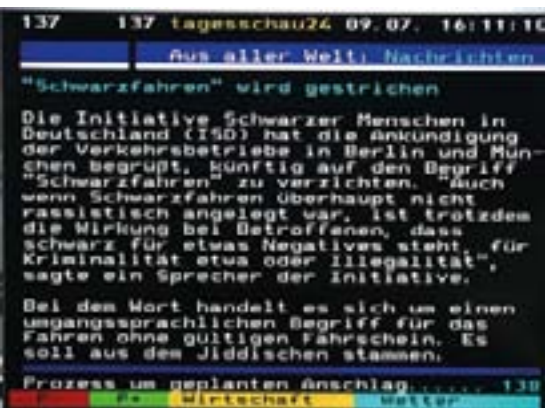 137 137 tagesschau24 09.07. 16:11:10
Aus aller Welt: Nachrichten
"Schwarzfahren" wird gestrichen
Die Initiative Schwarzer Menschen in
Deutschland (ISD) hat die Ankündigung
der Verkehrsbetriebe in Berlin und Mün-
chen begrüßt, künftig auf den Begriff
"Schwarzfahren" zu verzichten. "Auch
wenn Schwarzfahren überhaupt nicht
rassistisch angelegt war, ist trotzdem
die Wirkung bei Betroffenen, dass
schwarz für etwas Negatives steht, für
Kriminalität etwa oder Illegalität",
sagte ein Sprecher der Initiative.
Bei dem Wort handelt es sich um einen
umgangssprachlichen Begriff für das
Fahren ohne gültigen Fahrschein. Es
soll aus dem Jiddischen stammen.
Prozess um geplanten Anschlag...... 138
P- P+ Wirtschaft Wetter